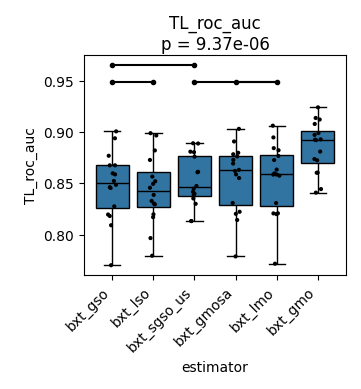 TL_roc_auc
p = 9.37e-06
TL_roc_auc
0.95
0.90
0.85
0.80
bxt_gso
bxt_lso
bxt_sgso_us
bxt_gmosa
bxt_lmo
bxt_gmo
estimator